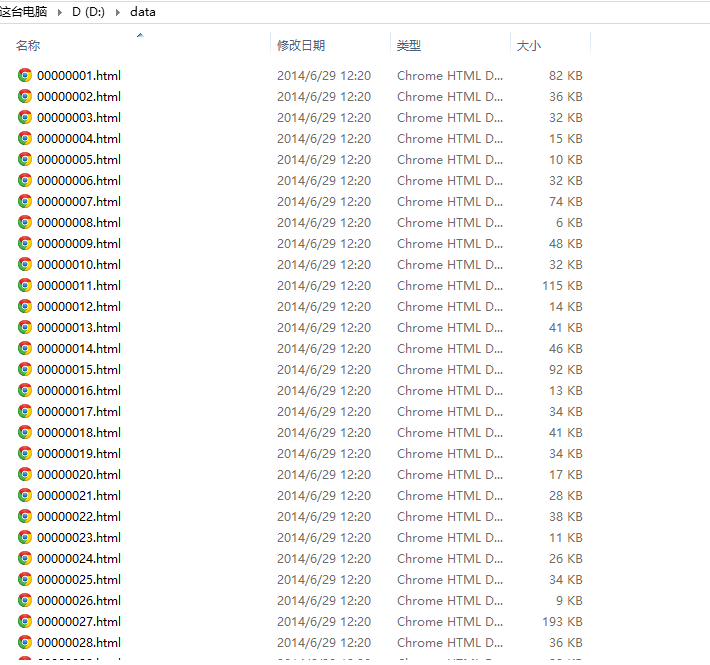 这台电脑 D (D:) data
名称 修改日期 类型 大小
00000001.html 2014/6/29 12:20 Chrome HTML D... 82 KB
00000002.html 2014/6/29 12:20 Chrome HTML D... 36 KB
00000003.html 2014/6/29 12:20 Chrome HTML D... 32 KB
00000004.html 2014/6/29 12:20 Chrome HTML D... 15 KB
00000005.html 2014/6/29 12:20 Chrome HTML D... 10 KB
00000006.html 2014/6/29 12:20 Chrome HTML D... 32 KB
00000007.html 2014/6/29 12:20 Chrome HTML D... 74 KB
00000008.html 2014/6/29 12:20 Chrome HTML D... 6 KB
00000009.html 2014/6/29 12:20 Chrome HTML D... 48 KB
00000010.html 2014/6/29 12:20 Chrome HTML D... 32 KB
00000011.html 2014/6/29 12:20 Chrome HTML D... 115 KB
00000012.html 2014/6/29 12:20 Chrome HTML D... 14 KB
00000013.html 2014/6/29 12:20 Chrome HTML D... 41 KB
00000014.html 2014/6/29 12:20 Chrome HTML D... 46 KB
00000015.html 2014/6/29 12:20 Chrome HTML D... 92 KB
00000016.html 2014/6/29 12:20 Chrome HTML D... 13 KB
00000017.html 2014/6/29 12:20 Chrome HTML D... 34 KB
00000018.html 2014/6/29 12:20 Chrome HTML D... 41 KB
00000019.html 2014/6/29 12:20 Chrome HTML D... 34 KB
00000020.html 2014/6/29 12:20 Chrome HTML D... 17 KB
00000021.html 2014/6/29 12:20 Chrome HTML D... 28 KB
00000022.html 2014/6/29 12:20 Chrome HTML D... 38 KB
00000023.html 2014/6/29 12:20 Chrome HTML D... 11 KB
00000024.html 2014/6/29 12:20 Chrome HTML D... 26 KB
00000025.html 2014/6/29 12:20 Chrome HTML D... 34 KB
00000026.html 2014/6/29 12:20 Chrome HTML D... 9 KB
00000027.html 2014/6/29 12:20 Chrome HTML D... 193 KB
00000028.html 2014/6/29 12:20 Chrome HTML D... 36 KB